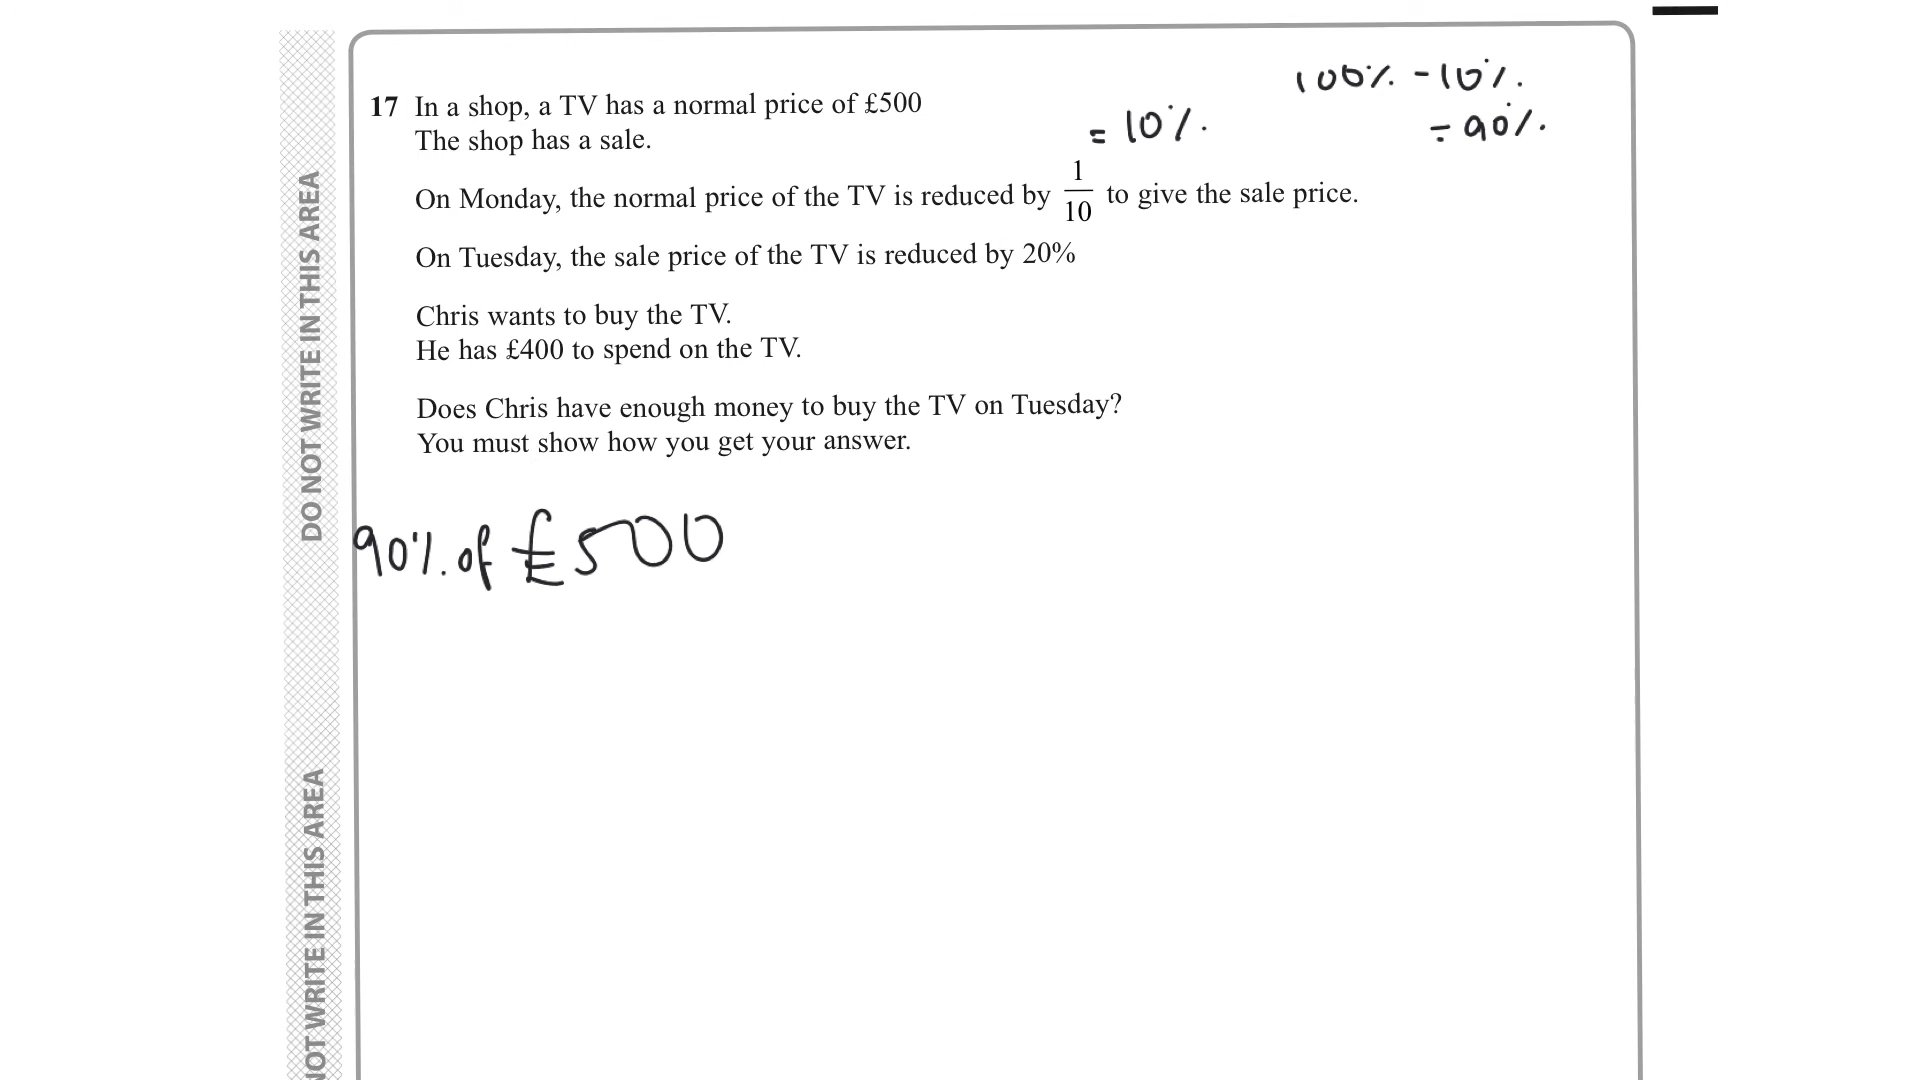 100% - 10%.
= 10%.
= 90%.
17 In a shop, a TV has a normal price of £500
The shop has a sale.
On Monday, the normal price of the TV is reduced by 1/10 to give the sale price.
On Tuesday, the sale price of the TV is reduced by 20%
Chris wants to buy the TV.
He has £400 to spend on the TV.
Does Chris have enough money to buy the TV on Tuesday?
You must show how you get your answer.
90%. of £500
DO NOT WRITE IN THIS AREA
NOT WRITE IN THIS AREA